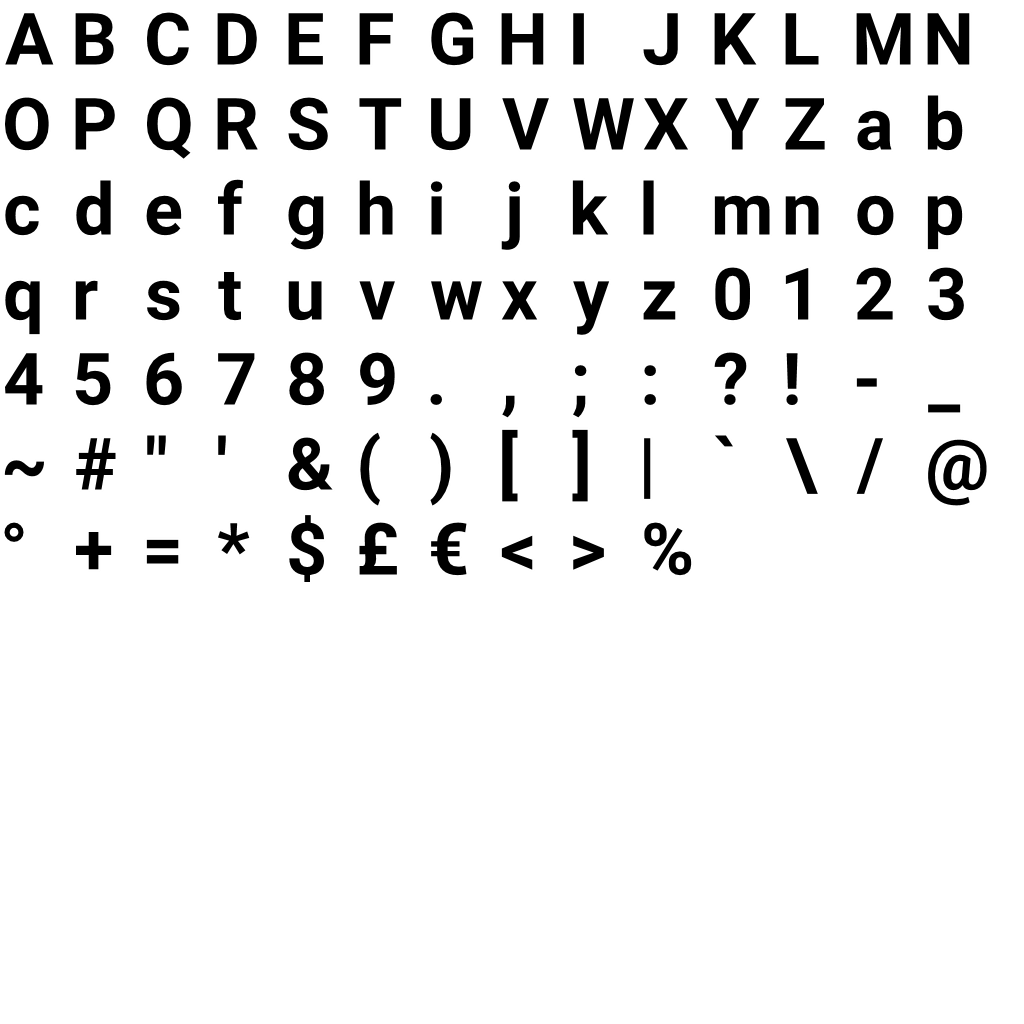 A B C D E F G H I J K L M N
O P Q R S T U V W X Y Z a b
c d e f g h i j k l m n o p
q r s t u v w x y z 0 1 2 3
4 5 6 7 8 9 . , ; : ? ! - _
~ # " ' & ( ) [ ] | ` \ / @
° + = * $ £ € < > %